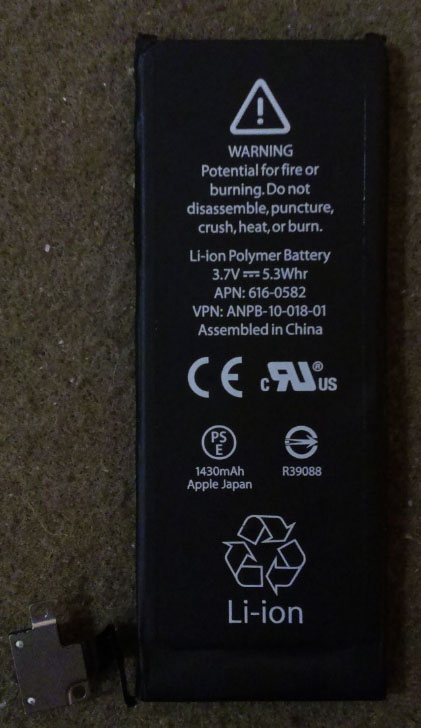 WARNING
Potential for fire or
burning. Do not
disassemble, puncture,
crush, heat, or burn.
Li-ion Polymer Battery
3.7V ⎓ 5.3Whr
APN: 616-0582
VPN: ANPB-10-018-01
Assembled in China
CE c RU® US
PS
E
1430mAh
Apple Japan
R39088
Li-ion